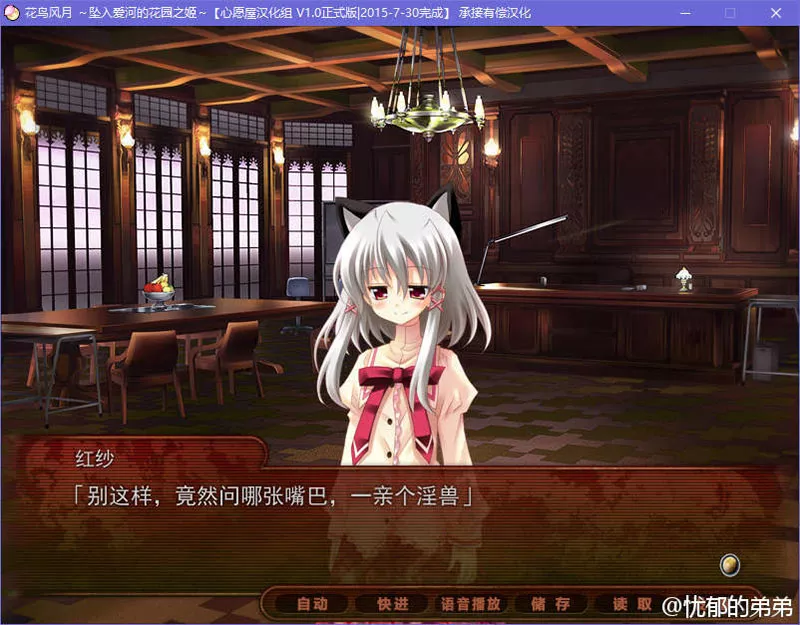 花鸟风月 ~坠入爱河的花园之姬~【心愿屋汉化组 V1.0正式版|2015-7-30完成】 承接有偿汉化
红纱
「别这样，竟然问哪张嘴巴，一亲个淫兽」
自动 快进 语音播放 储存 读取
@忧郁的弟弟